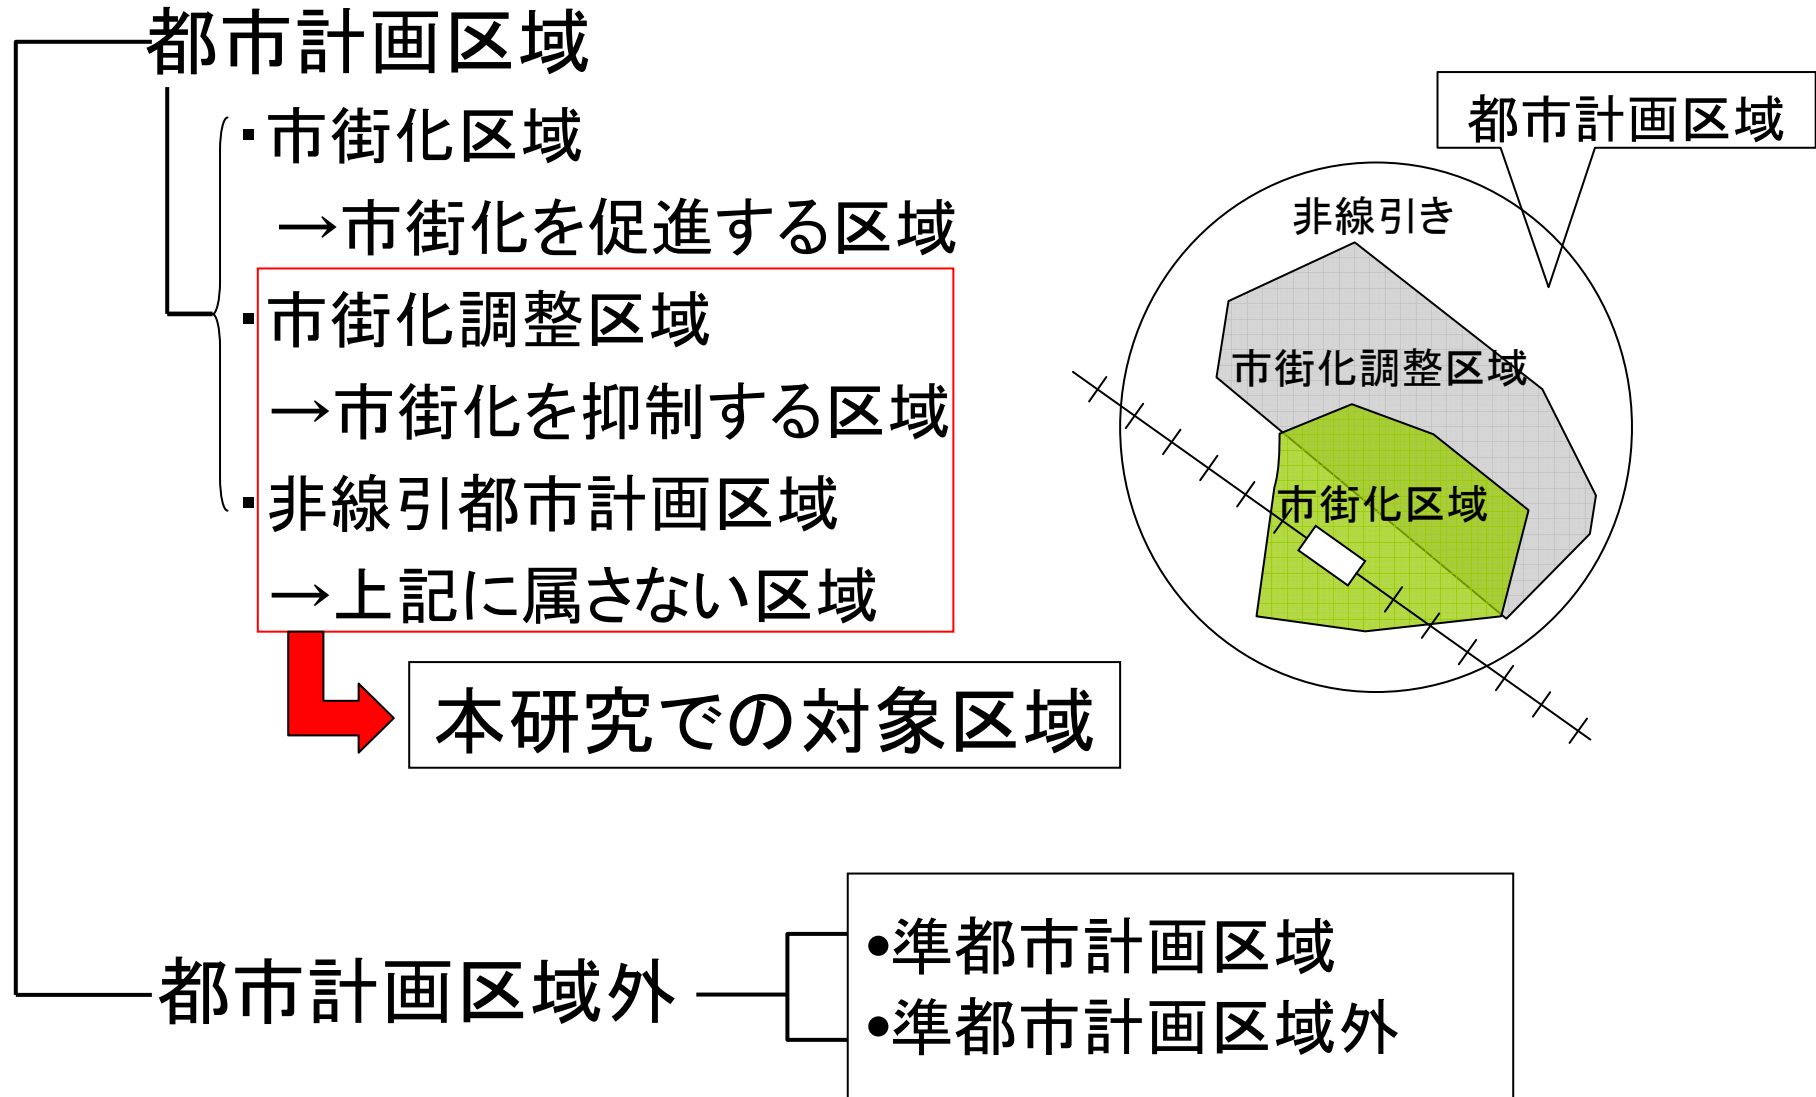 都市計画区域
▪市街化区域
→市街化を促進する区域
▪市街化調整区域
→市街化を抑制する区域
▪非線引都市計画区域
→上記に属さない区域
本研究での対象区域
都市計画区域
非線引き
市街化調整区域
市街化区域
都市計画区域外
•準都市計画区域
•準都市計画区域外